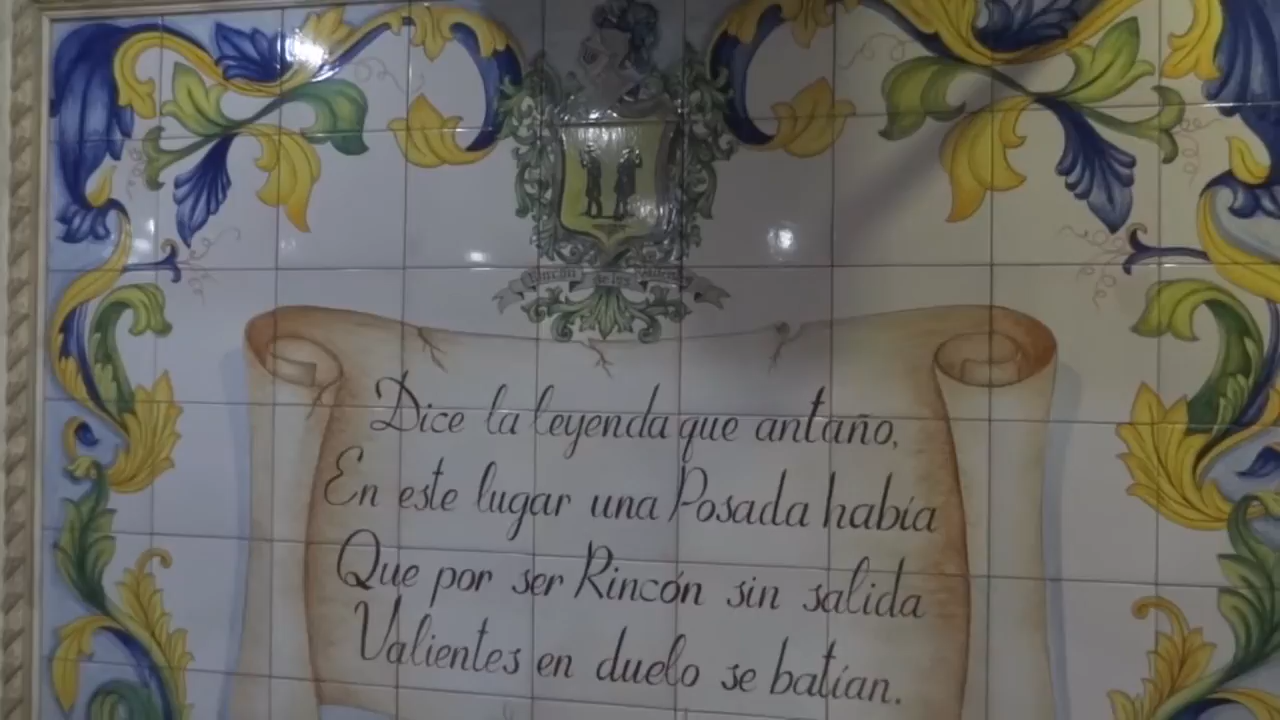 Rincón
Dice la leyenda que antaño,
En este lugar una Posada había
Que por ser Rincón sin salida
Valientes en duelo se batían.